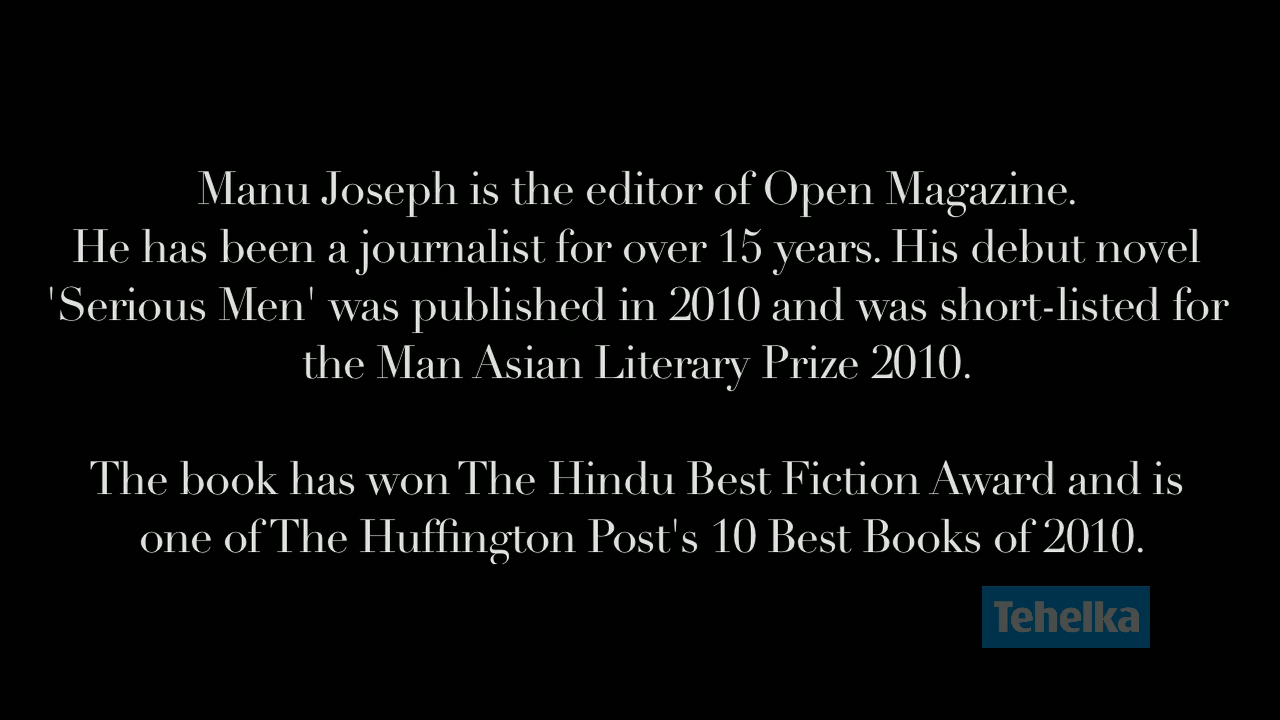 Manu Joseph is the editor of Open Magazine.
He has been a journalist for over 15 years. His debut novel
'Serious Men' was published in 2010 and was short-listed for
the Man Asian Literary Prize 2010.
The book has won The Hindu Best Fiction Award and is
one of The Huffington Post's 10 Best Books of 2010.
Tehelka